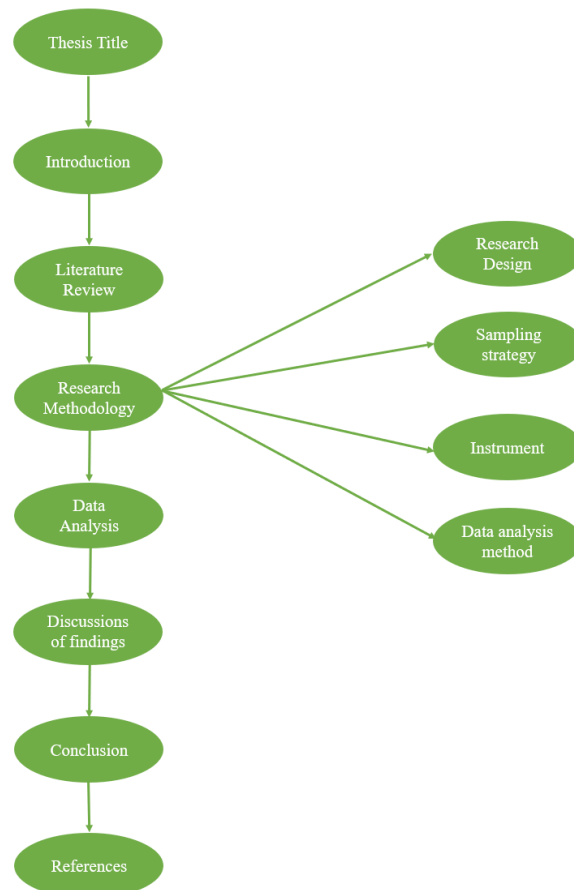 Thesis Title
Introduction
Literature
Review
Research
Methodology
Data
Analysis
Discussions
of findings
Conclusion
References
Research
Design
Sampling
strategy
Instrument
Data analysis
method